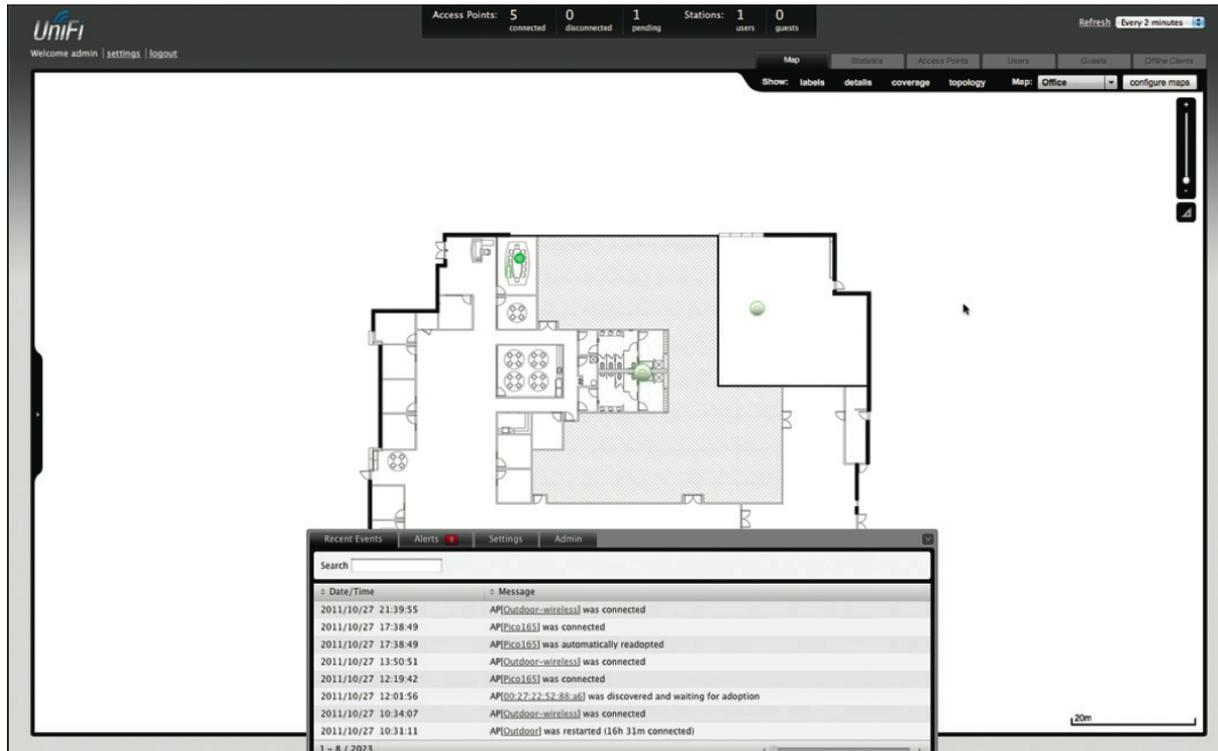 UniFi
Access Points: 5 connected 0 disconnected 1 pending Stations: 1 users 0 guests
Refresh Every 2 minutes
Welcome admin | settings | logout
Map Statistics Access Points Users Guests Offline Clients
Show: labels details coverage topology Map: Office configure maps
+
-
20m
Recent Events Alerts 9 Settings Admin
Search
Date/Time Message
2011/10/27 21:39:55 AP[Outdoor-wireless] was connected
2011/10/27 17:38:49 AP[Pico165] was connected
2011/10/27 17:38:49 AP[Pico165] was automatically readopted
2011/10/27 13:50:51 AP[Outdoor-wireless] was connected
2011/10/27 12:19:42 AP[Pico165] was connected
2011/10/27 12:01:56 AP[00:27:22:52:88:a6] was discovered and waiting for adoption
2011/10/27 10:34:07 AP[Outdoor-wireless] was connected
2011/10/27 10:31:11 AP[Outdoor] was restarted (16h 31m connected)
1 - 8 / 2023